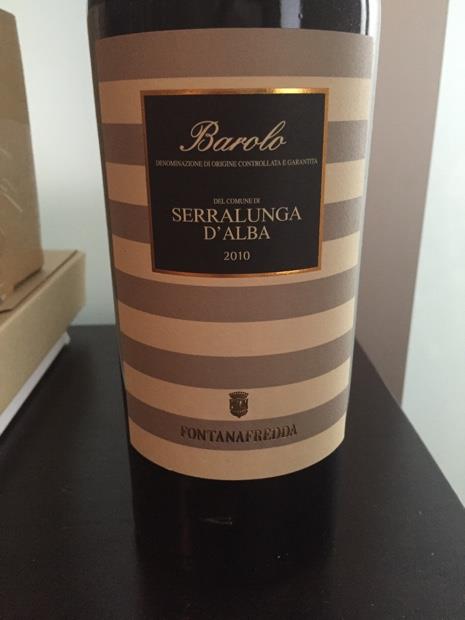 Barolo
DENOMINAZIONE DI ORIGINE CONTROLLATA E GARANTITA
DEL COMUNE DI
SERRALUNGA
D'ALBA
2010
FONTANAFREDDA